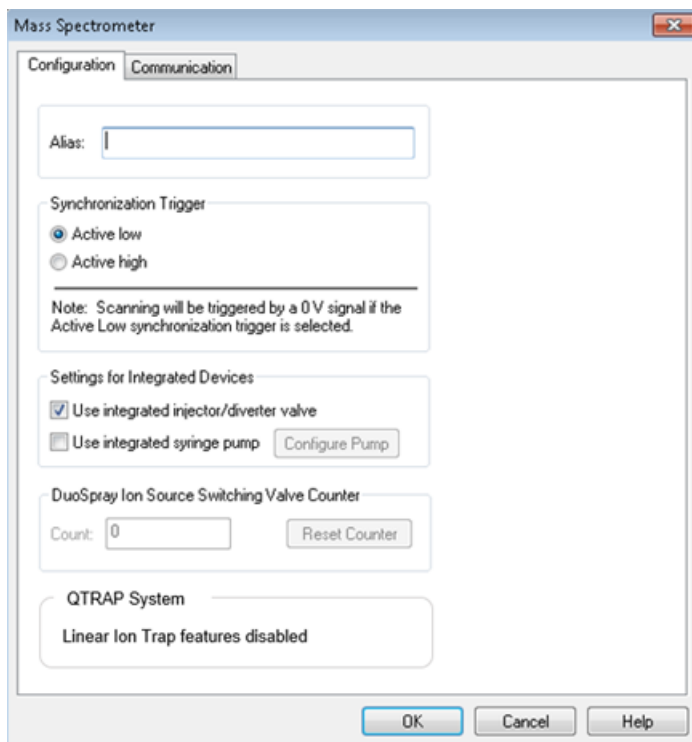 Mass Spectrometer
Configuration
Communication
Alias:
Synchronization Trigger
Active low
Active high
Note: Scanning will be triggered by a 0 V signal if the
Active Low synchronization trigger is selected.
Settings for Integrated Devices
Use integrated injector/diverter valve
Use integrated syringe pump
Configure Pump
DuoSpray Ion Source Switching Valve Counter
Count: 0
Reset Counter
QTRAP System
Linear Ion Trap features disabled
OK
Cancel
Help